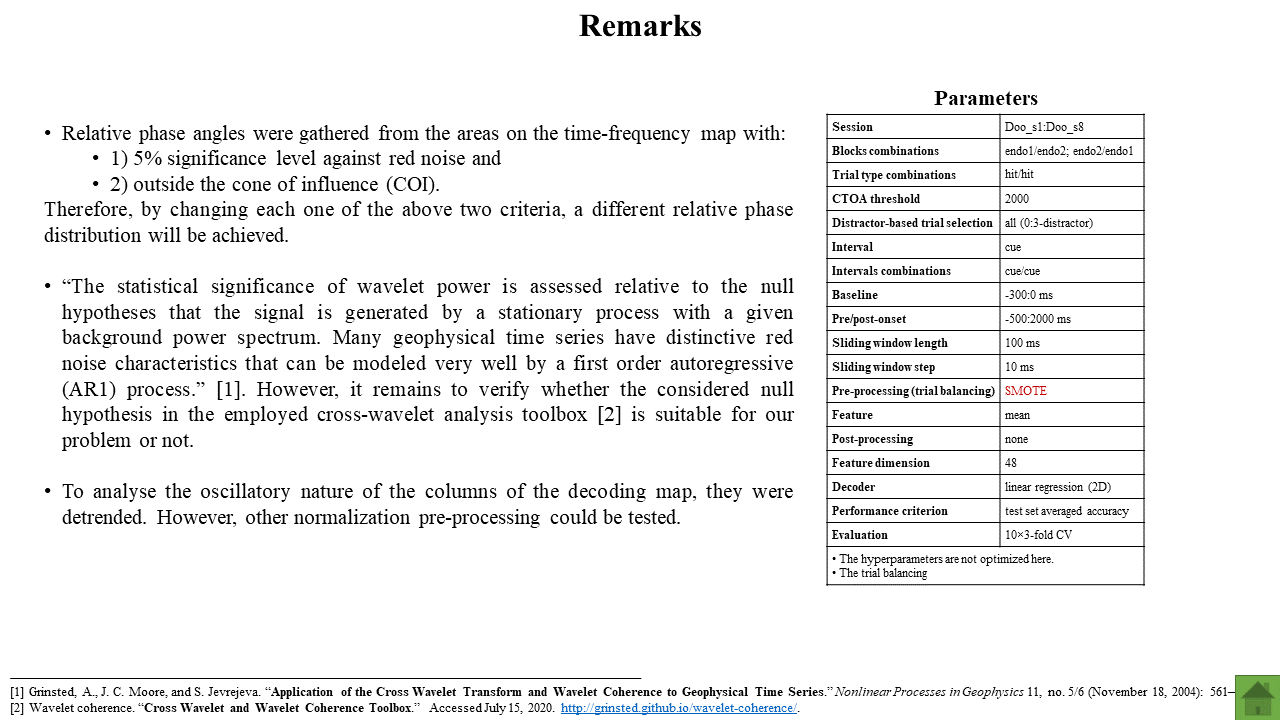 Remarks
• Relative phase angles were gathered from the areas on the time-frequency map with:
• 1) 5% significance level against red noise and
• 2) outside the cone of influence (COI).
Therefore, by changing each one of the above two criteria, a different relative phase
distribution will be achieved.
• “The statistical significance of wavelet power is assessed relative to the null
hypotheses that the signal is generated by a stationary process with a given
background power spectrum. Many geophysical time series have distinctive red
noise characteristics that can be modeled very well by a first order autoregressive
(AR1) process.” [1]. However, it remains to verify whether the considered null
hypothesis in the employed cross-wavelet analysis toolbox [2] is suitable for our
problem or not.
• To analyse the oscillatory nature of the columns of the decoding map, they were
detrended. However, other normalization pre-processing could be tested.
Parameters
Session Doo_s1:Doo_s8
Blocks combinations endo1/endo2; endo2/endo1
Trial type combinations hit/hit
CTOA threshold 2000
Distractor-based trial selection all (0:3-distractor)
Interval cue
Intervals combinations cue/cue
Baseline -300:0 ms
Pre/post-onset -500:2000 ms
Sliding window length 100 ms
Sliding window step 10 ms
Pre-processing (trial balancing) SMOTE
Feature mean
Post-processing none
Feature dimension 48
Decoder linear regression (2D)
Performance criterion test set averaged accuracy
Evaluation 10×3-fold CV
• The hyperparameters are not optimized here.
• The trial balancing
[1] Grinsted, A., J. C. Moore, and S. Jevrejeva. “Application of the Cross Wavelet Transform and Wavelet Coherence to Geophysical Time Series.” Nonlinear Processes in Geophysics 11, no. 5/6 (November 18, 2004): 561–
[2] Wavelet coherence. “Cross Wavelet and Wavelet Coherence Toolbox.” Accessed July 15, 2020. http://grinsted.github.io/wavelet-coherence/.